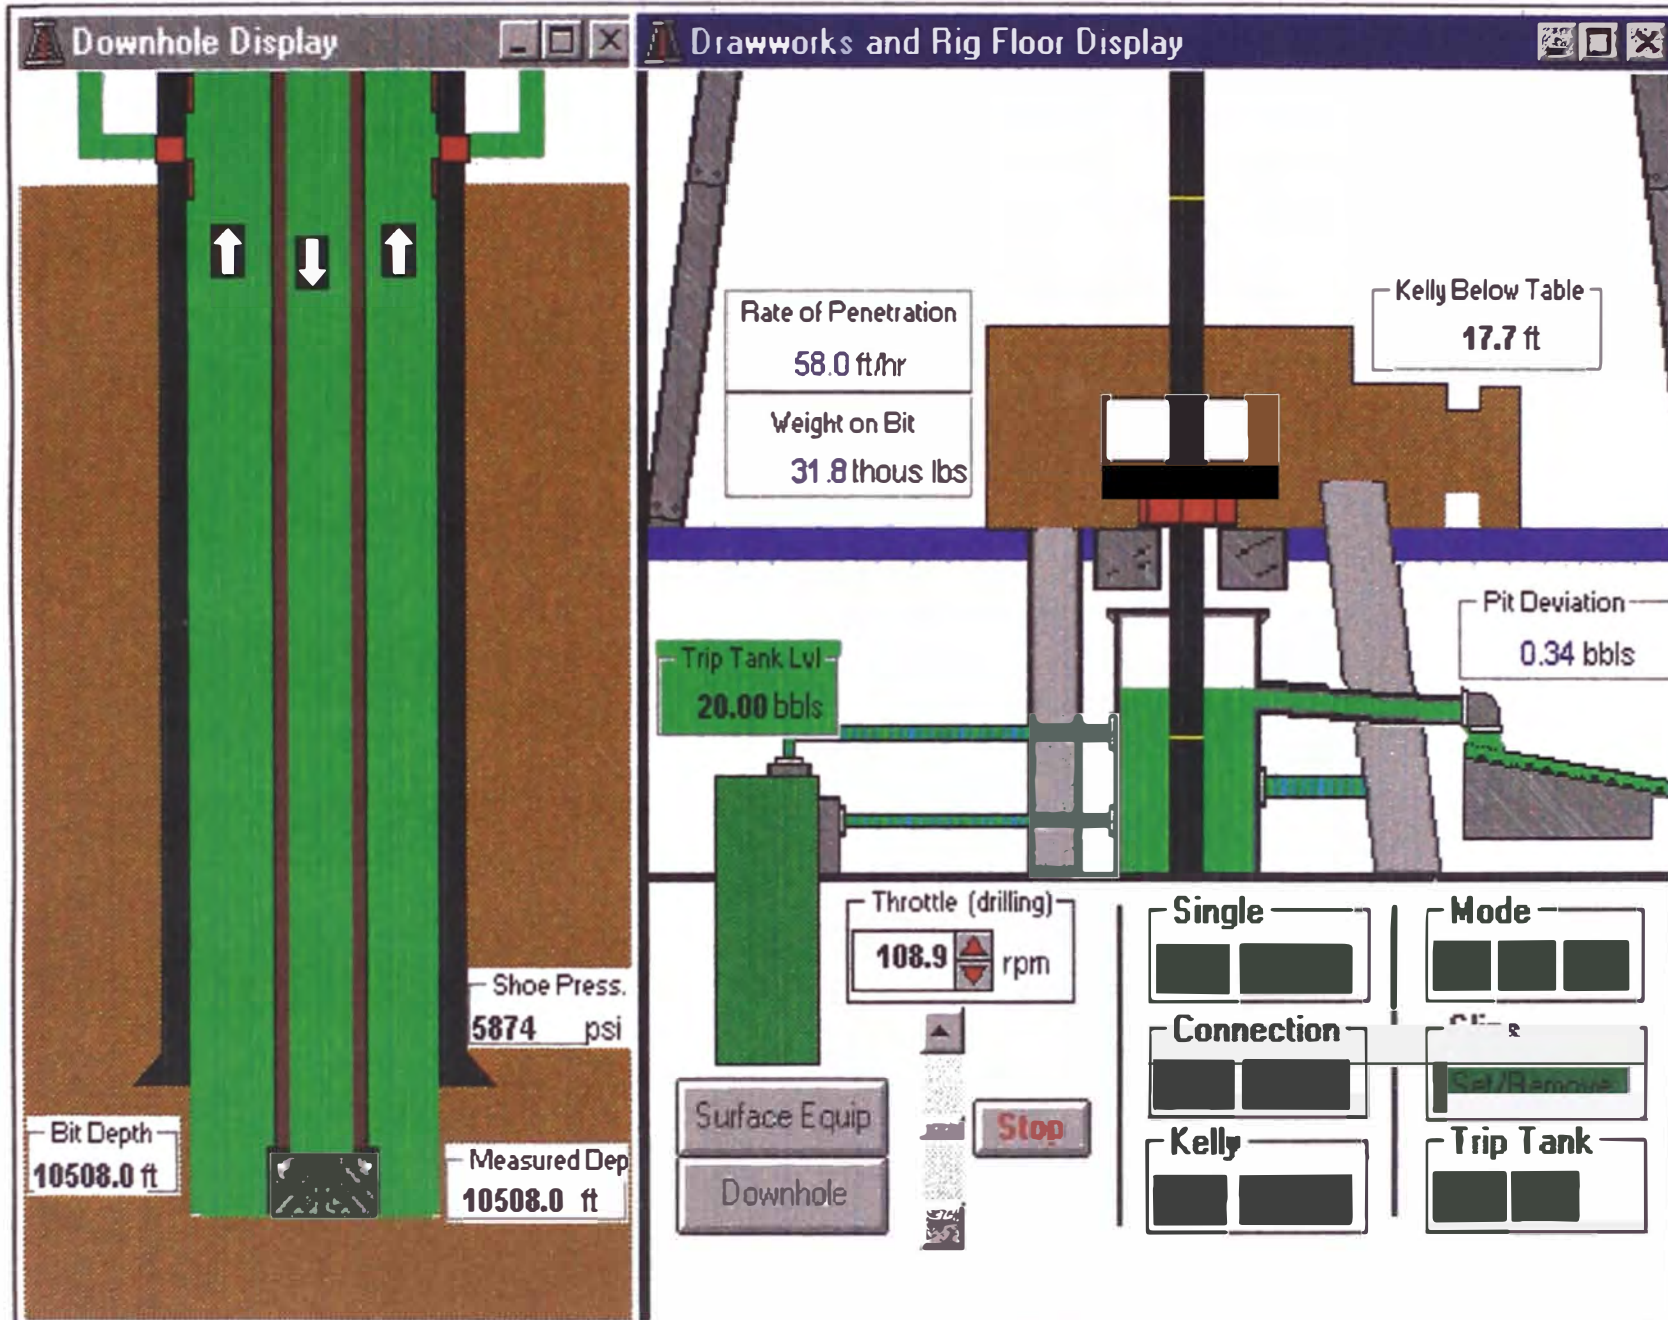 Downhole Display
Shoe Press.
5874 psi
Bit Depth
10508.0 ft
Measured Dep
10508.0 ft
Drawworks and Rig Floor Display
Rate of Penetration
58.0 ft/hr
Weight on Bit
31.8 thous lbs
Kelly Below Table
17.7 ft
Pit Deviation
0.34 bbls
Trip Tank Lvl
20.00 bbls
Throttle (drilling)
108.9 rpm
Surface Equip
Downhole
Stop
Single
Connection
Kelly
Mode
Set/Remove
Trip Tank